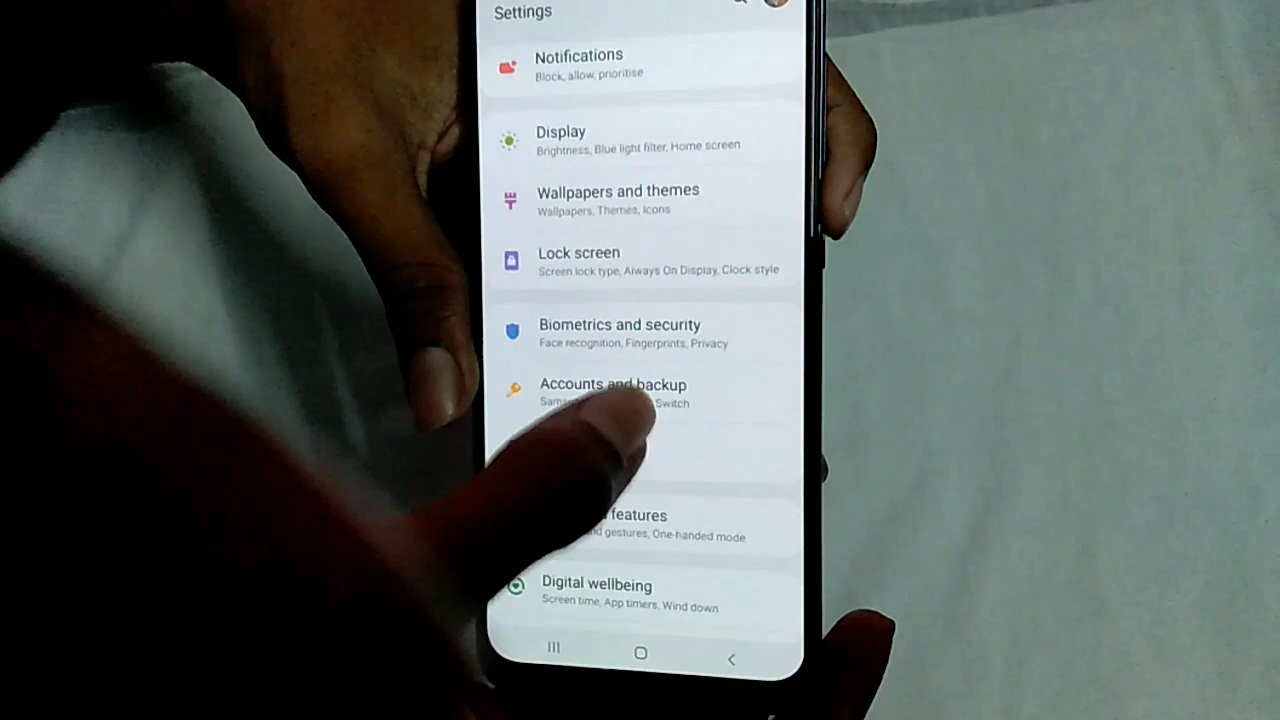 Settings
Notifications
Block, allow, prioritise
Display
Brightness, Blue light filter, Home screen
Wallpapers and themes
Wallpapers, Themes, Icons
Lock screen
Screen lock type, Always On Display, Clock style
Biometrics and security
Face recognition, Fingerprints, Privacy
Accounts and backup
Switch
features
gestures, One-handed mode
Digital wellbeing
Screen time, App timers, Wind down